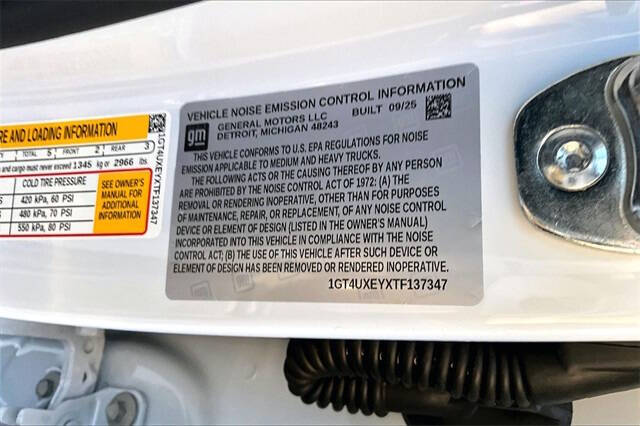 RE AND LOADING INFORMATION
TOTAL 5 FRONT 2 REAR 3
and cargo must never exceed 1345 kg or 2966 lbs.
COLD TIRE PRESSURE
420 kPa, 60 PSI
480 kPa, 70 PSI
550 kPa, 80 PSI
SEE OWNER'S
MANUAL FOR
ADDITIONAL
INFORMATION
1GT4UXEYXTF137347
VEHICLE NOISE EMISSION CONTROL INFORMATION
gm
GENERAL MOTORS LLC BUILT 09/25
DETROIT, MICHIGAN 48243
THIS VEHICLE CONFORMS TO U.S. EPA REGULATIONS FOR NOISE
EMISSION APPLICABLE TO MEDIUM AND HEAVY TRUCKS.
THE FOLLOWING ACTS OR THE CAUSING THEREOF BY ANY PERSON
ARE PROHIBITED BY THE NOISE CONTROL ACT OF 1972: (A) THE
REMOVAL OR RENDERING INOPERATIVE, OTHER THAN FOR PURPOSES
OF MAINTENANCE, REPAIR, OR REPLACEMENT, OF ANY NOISE CONTROL
DEVICE OR ELEMENT OF DESIGN (LISTED IN THE OWNER'S MANUAL)
INCORPORATED INTO THIS VEHICLE IN COMPLIANCE WITH THE NOISE
CONTROL ACT; (B) THE USE OF THIS VEHICLE AFTER SUCH DEVICE OR
ELEMENT OF DESIGN HAS BEEN REMOVED OR RENDERED INOPERATIVE.
1GT4UXEYXTF137347